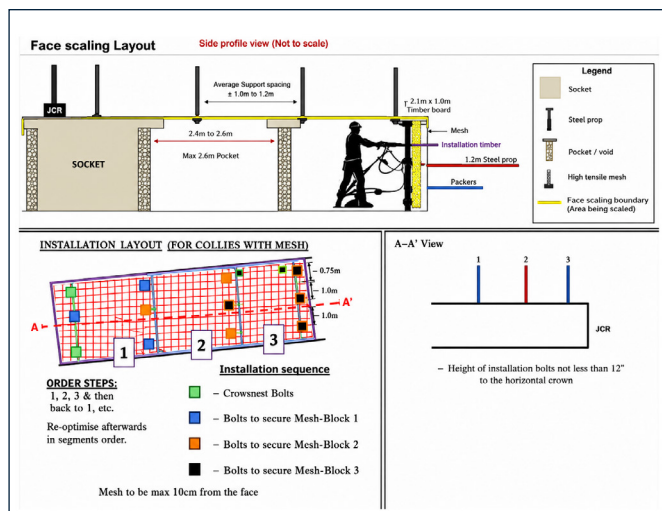 Face scaling Layout
Side profile view (Not to scale)
JCR
Average Support spacing
± 1.0m to 1.2m
2.4m to 2.6m
Max 2.6m Pocket
SOCKET
2.1m x 1.0m
Timber board
Mesh
Installation timber
1.2m Steel prop
Packers
Legend
Socket
Steel prop
Pocket / void
High tensile mesh
Face scaling boundary
(Area being scaled)
INSTALLATION LAYOUT (FOR COLLIES WITH MESH)
A
A'
0.75m
1.0m
1.0m
1
2
3
ORDER STEPS:
1, 2, 3 & then
back to 1, etc.
Re-optimise afterwards
in segments order.
Installation sequence
– Crowsnest Bolts
– Bolts to secure Mesh-Block 1
– Bolts to secure Mesh-Block 2
– Bolts to secure Mesh-Block 3
Mesh to be max 10cm from the face
A–A' View
1
2
3
JCR
– Height of installation bolts not less than 12"
to the horizontal crown